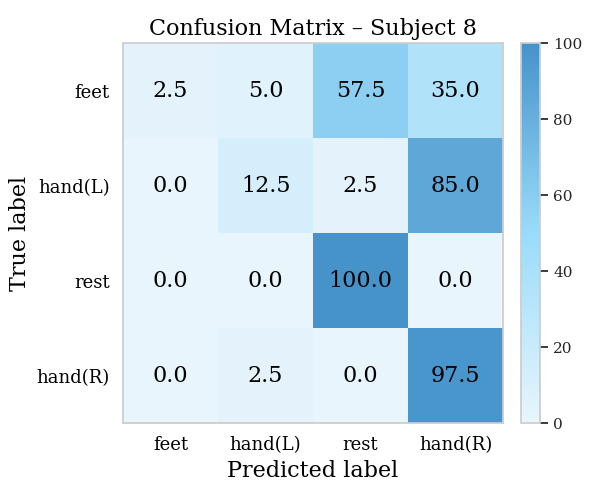 Confusion Matrix – Subject 8
feet 2.5 5.0 57.5 35.0
hand(L) 0.0 12.5 2.5 85.0
rest 0.0 0.0 100.0 0.0
hand(R) 0.0 2.5 0.0 97.5
feet hand(L) rest hand(R)
Predicted label
True label
100
80
60
40
20
0